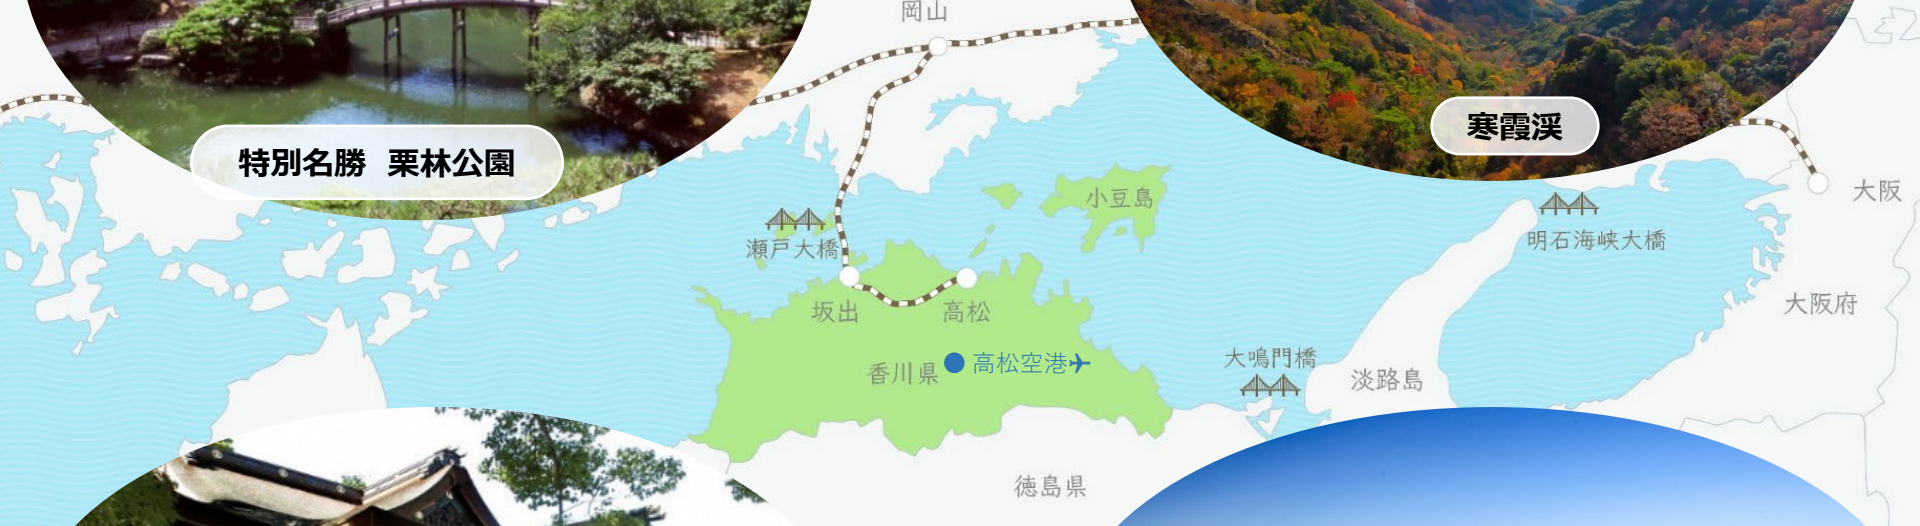 岡山
寒霞渓
特別名勝 栗林公園
大阪
小豆島
瀬戸大橋
明石海峡大橋
坂出
高松
大阪府
大鳴門橋
香川県
高松空港
淡路島
徳島県